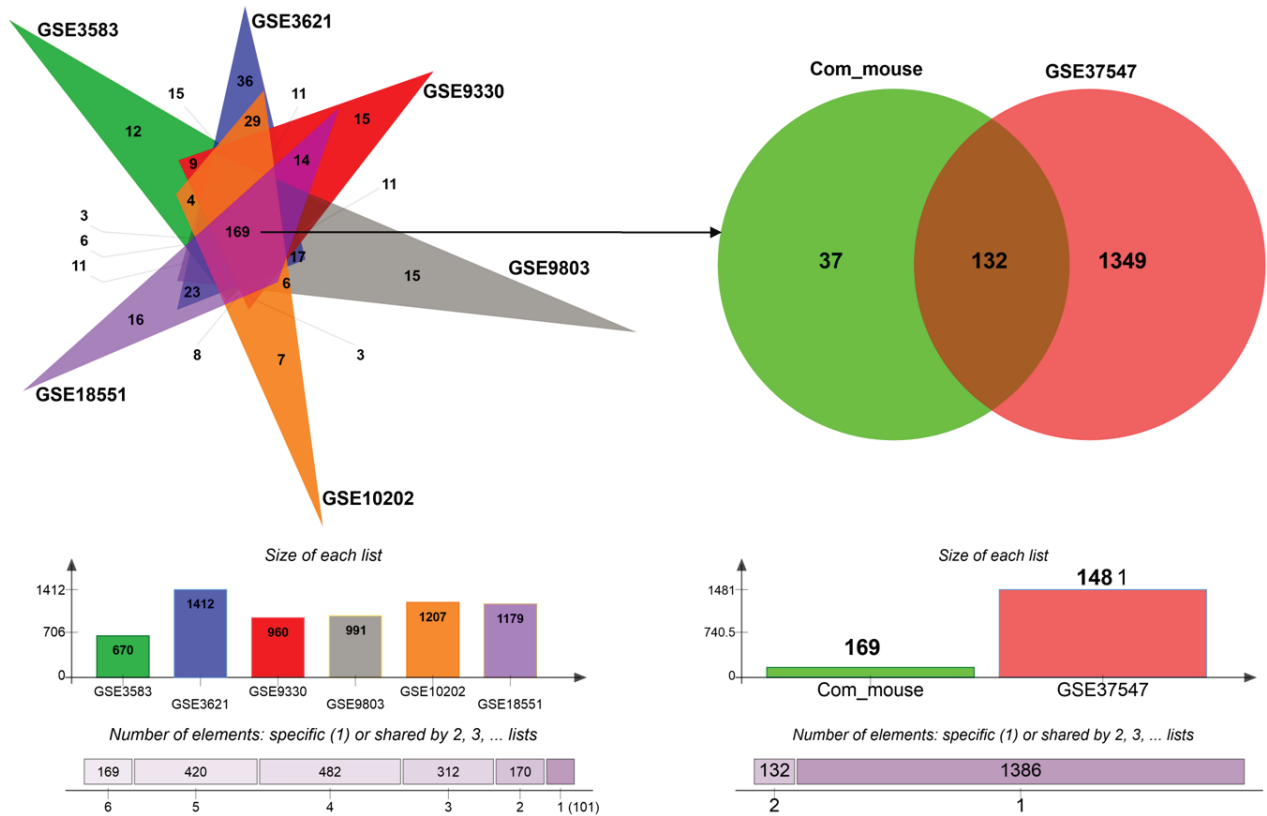 GSE3583
GSE3621
GSE9330
GSE9803
GSE18551
GSE10202
36
15
11
29
15
12
9
14
4
11
3
169
6
17
11
6
15
23
16
8
3
7
Com_mouse
GSE37547
37
132
1349
Size of each list
1412
706
0
670
1412
960
991
1207
1179
GSE3583
GSE3621
GSE9330
GSE9803
GSE10202
GSE18551
Number of elements: specific (1) or shared by 2, 3, ... lists
169
420
482
312
170
6
5
4
3
2
1 (101)
Size of each list
1481
740.5
0
169
148 1
Com_mouse
GSE37547
Number of elements: specific (1) or shared by 2, 3, ... lists
132
1386
2
1